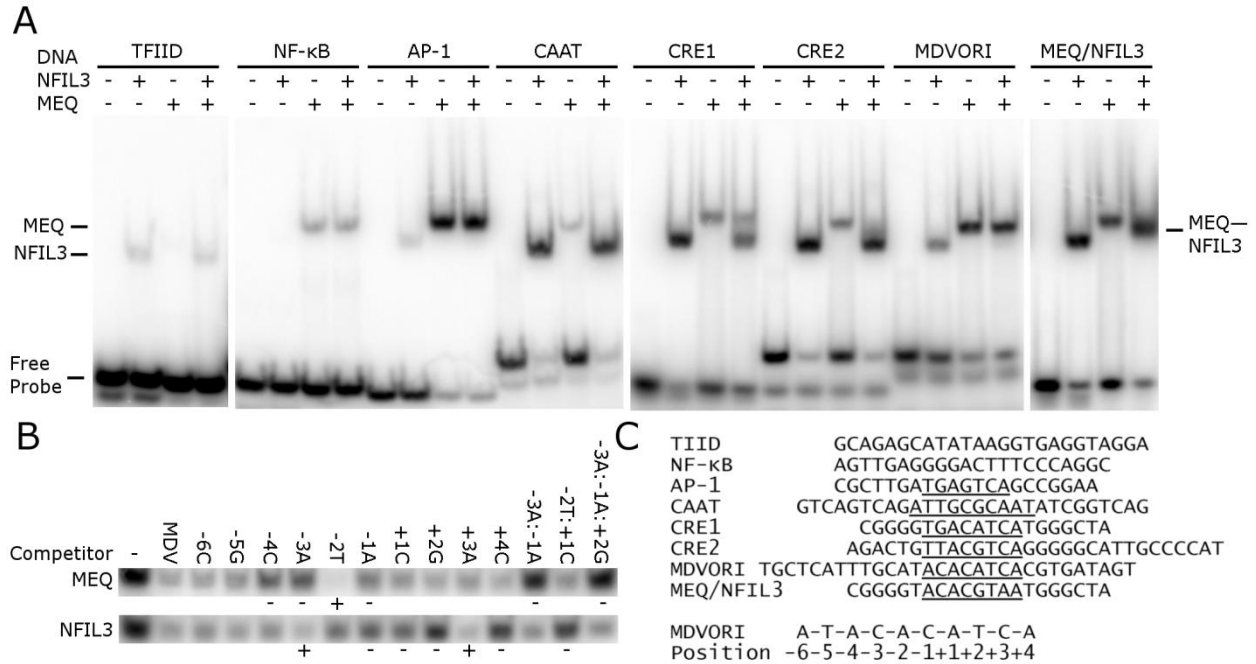 A
DNA TFIID NF-κB AP-1 CAAT CRE1 CRE2 MDVORI MEQ/NFIL3
NFIL3 - + - + - + - + - + - + - + - + - + - + - + - + - + - + - + - +
MEQ - - + + - - + + - - + + - - + + - - + + - - + + - - + + - - + +
MEQ
NFIL3
Free
Probe
MEQ
NFIL3
B
Competitor - MDV -6C -5G -4C -3A -2T -1A +1C +2G +3A +4C -3A:-1A -2T:+1C -3A:-1A:+2G
MEQ
- - + - - -
NFIL3
+ + -
C
TIID GCAGAGCATATAAGGTGAGGTAGGA
NF-κB AGTTGAGGGGACTTTCCCAGGC
AP-1 CGCTTGATGAGTCAGCCGGAA
CAAT GTCAGTCAGATTGCGCAATATCGGTCAG
CRE1 CGGGGTGACATCATGGGCTA
CRE2 AGACTGTTACGTCAGGGGGCATTGCCCCAT
MDVORI TGCTCATTTGCATACACATCACGTGATAGT
MEQ/NFIL3 CGGGGTACACGTAATGGGCTA
MDVORI A-T-A-C-A-C-A-T-C-A
Position -6-5-4-3-2-1+1+2+3+4